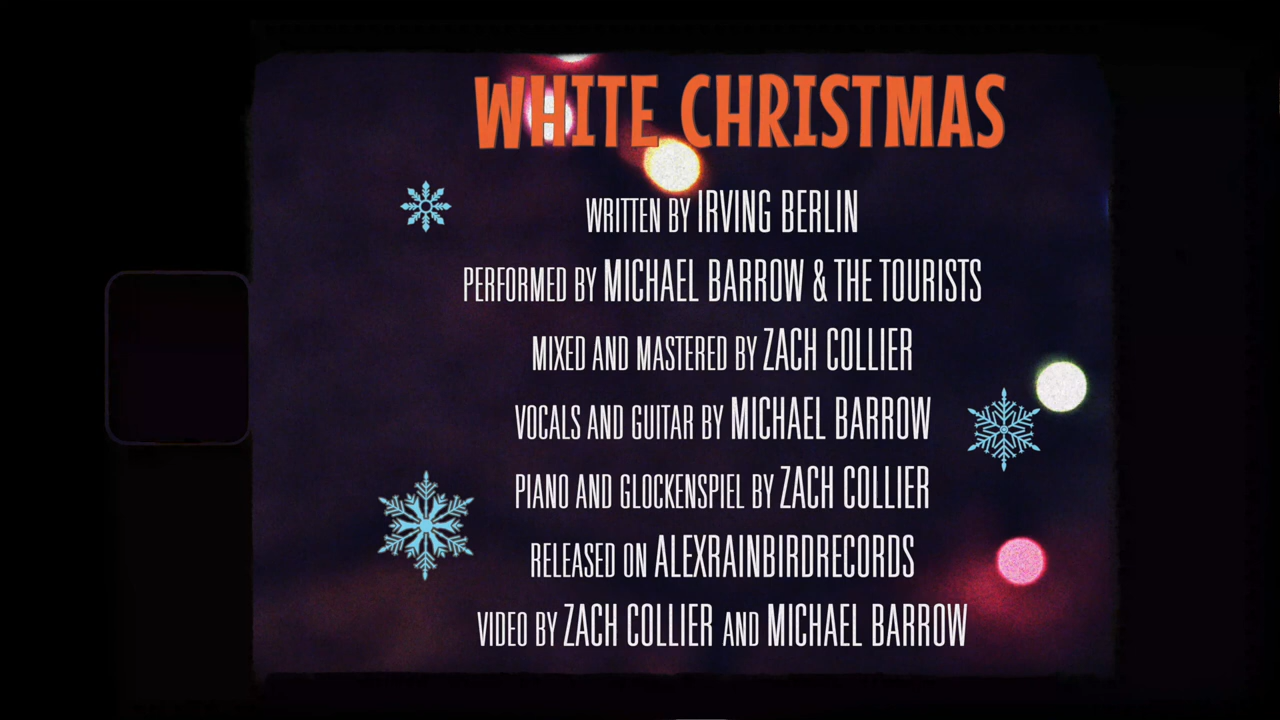 WHITE CHRISTMAS
WRITTEN BY IRVING BERLIN
PERFORMED BY MICHAEL BARROW & THE TOURISTS
MIXED AND MASTERED BY ZACH COLLIER
VOCALS AND GUITAR BY MICHAEL BARROW
PIANO AND GLOCKENSPIEL BY ZACH COLLIER
RELEASED ON ALEXRAINBIRDRECORDS
VIDEO BY ZACH COLLIER AND MICHAEL BARROW